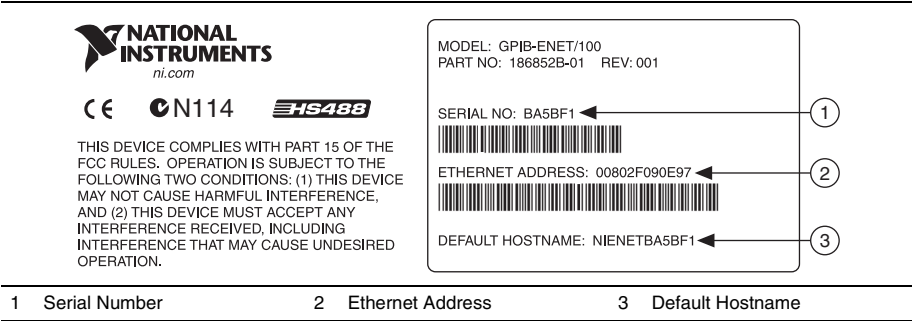 NATIONAL
INSTRUMENTS
ni.com
CE N114 HS488
THIS DEVICE COMPLIES WITH PART 15 OF THE
FCC RULES. OPERATION IS SUBJECT TO THE
FOLLOWING TWO CONDITIONS: (1) THIS DEVICE
MAY NOT CAUSE HARMFUL INTERFERENCE,
AND (2) THIS DEVICE MUST ACCEPT ANY
INTERFERENCE RECEIVED, INCLUDING
INTERFERENCE THAT MAY CAUSE UNDESIRED
OPERATION.
MODEL: GPIB-ENET/100
PART NO: 186852B-01 REV: 001
SERIAL NO: BA5BF1
1
ETHERNET ADDRESS: 00802F090E97
2
DEFAULT HOSTNAME: NIENETBA5BF1
3
1 Serial Number 2 Ethernet Address 3 Default Hostname